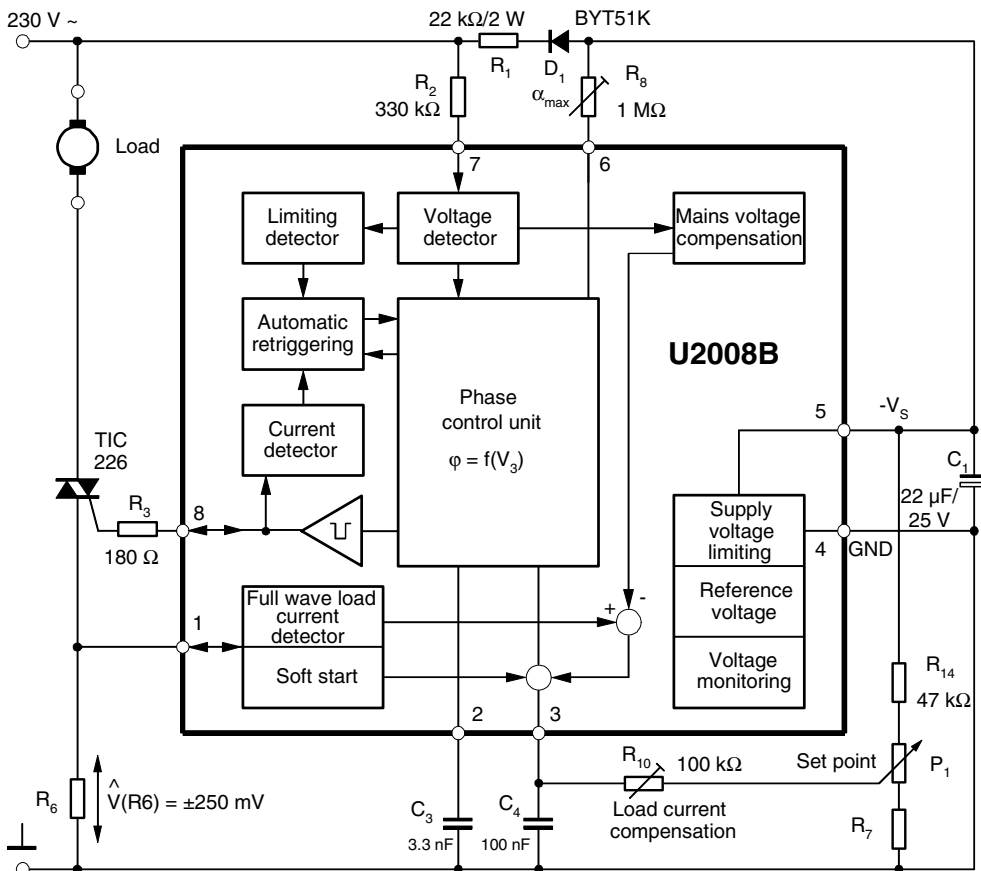 230 V ~
22 kΩ/2 W
BYT51K
R1
D1
R2
330 kΩ
αmax
R8
1 MΩ
Load
7
6
Limiting
detector
Voltage
detector
Mains voltage
compensation
Automatic
retriggering
U2008B
Phase
control unit
φ = f(V3)
Current
detector
TIC
226
R3
180 Ω
8
5
-VS
C1
22 µF/
25 V
4
GND
Supply
voltage
limiting
Reference
voltage
Voltage
monitoring
Full wave load
current
detector
Soft start
+
-
1
2
3
R14
47 kΩ
R10
100 kΩ
Set point
P1
Load current
compensation
R7
R6
V̂(R6) = ±250 mV
C3
3.3 nF
C4
100 nF